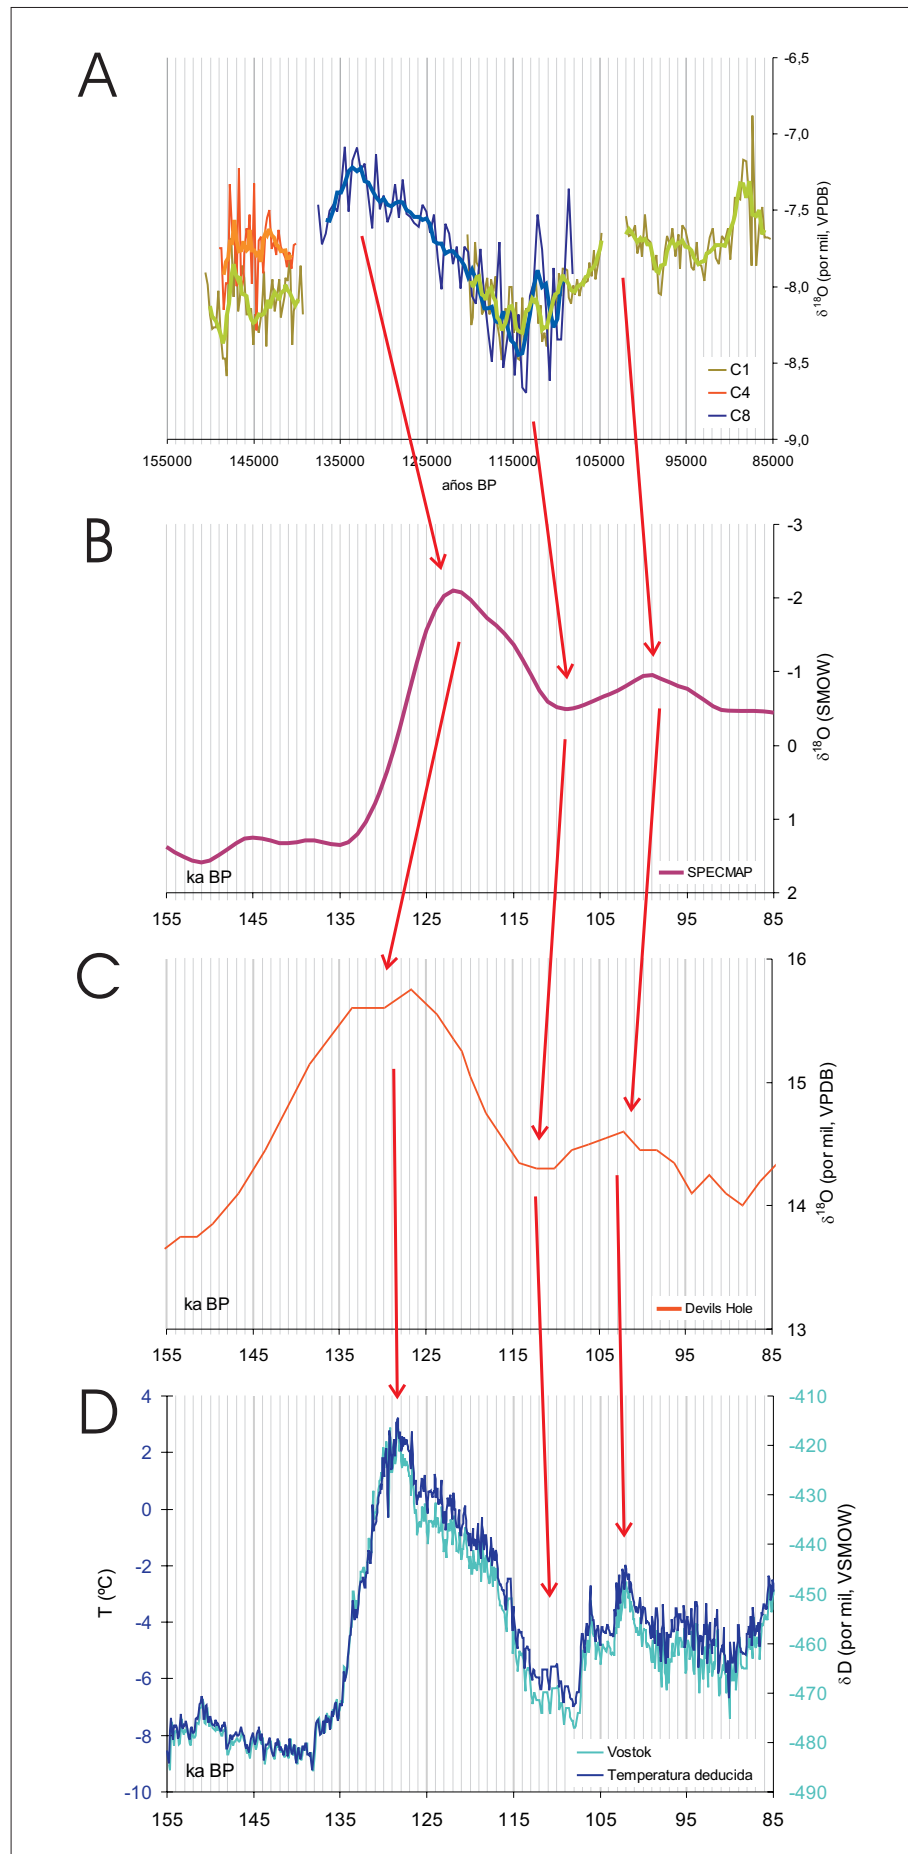 A
-6,5
-7,0
-7,5
-8,0
-8,5
-9,0
δ18O (por mil, VPDB)
C1
C4
C8
155000 145000 135000 125000 115000 105000 95000 85000
años BP
B
-3
-2
-1
0
1
2
δ18O (SMOW)
ka BP
SPECMAP
155 145 135 125 115 105 95 85
C
16
15
14
13
δ18O (por mil, VPDB)
ka BP
Devils Hole
155 145 135 125 115 105 95 85
D
4
2
0
-2
-4
-6
-8
-10
T (ºC)
-410
-420
-430
-440
-450
-460
-470
-480
-490
δD (por mil, VSMOW)
ka BP
Vostok
Temperatura deducida
155 145 135 125 115 105 95 85